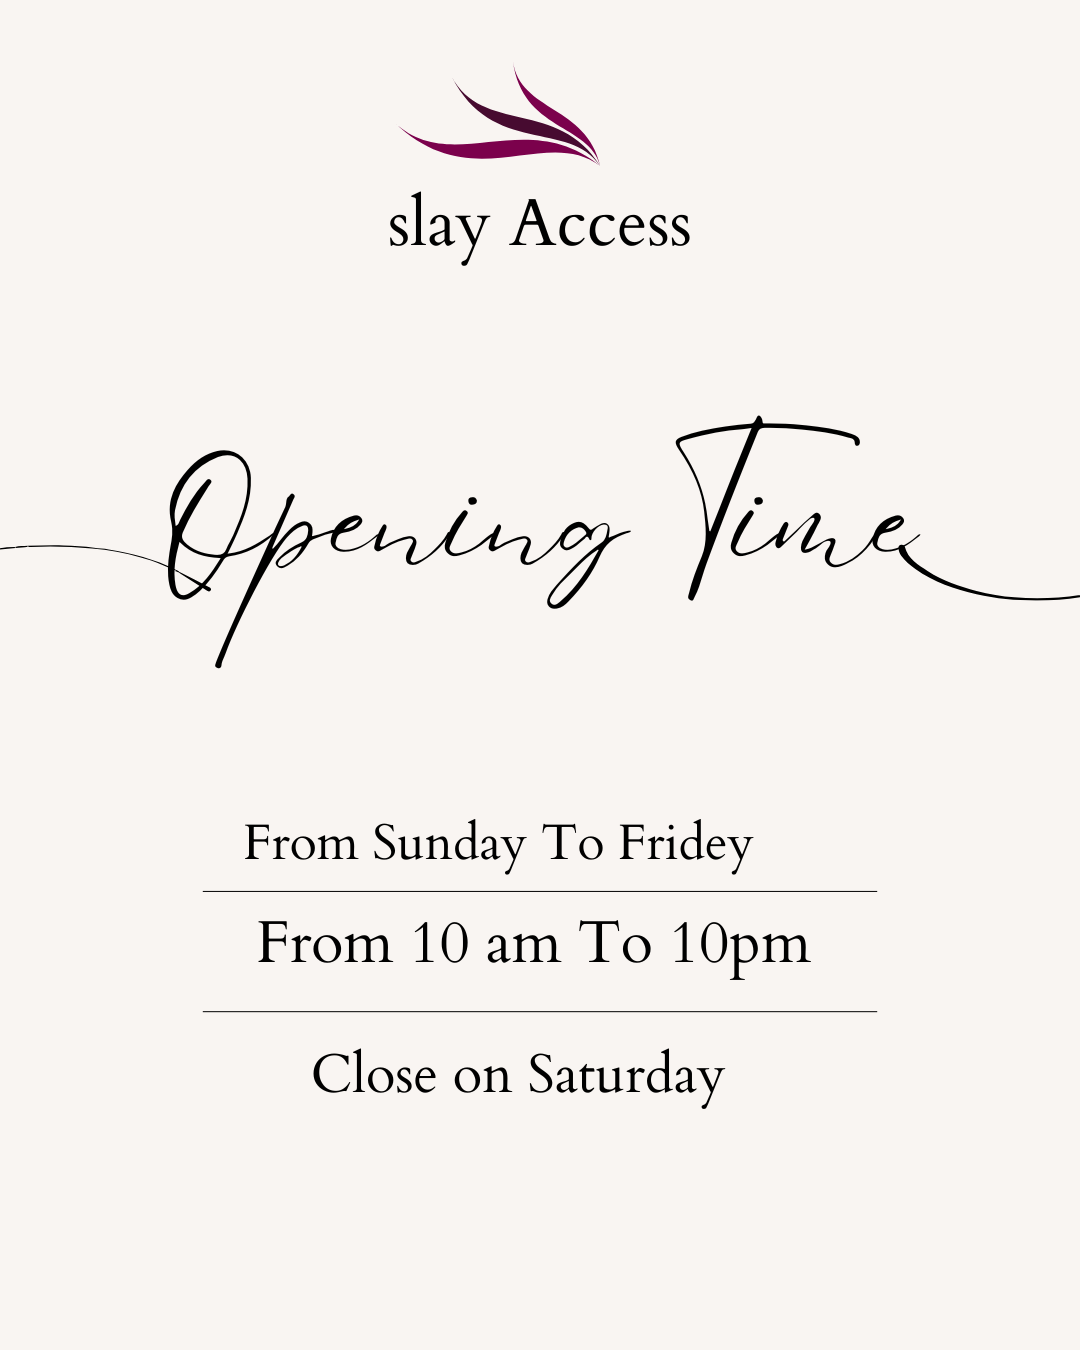 slay Access
Opening Time
From Sunday To Fridey
From 10 am To 10pm
Close on Saturday